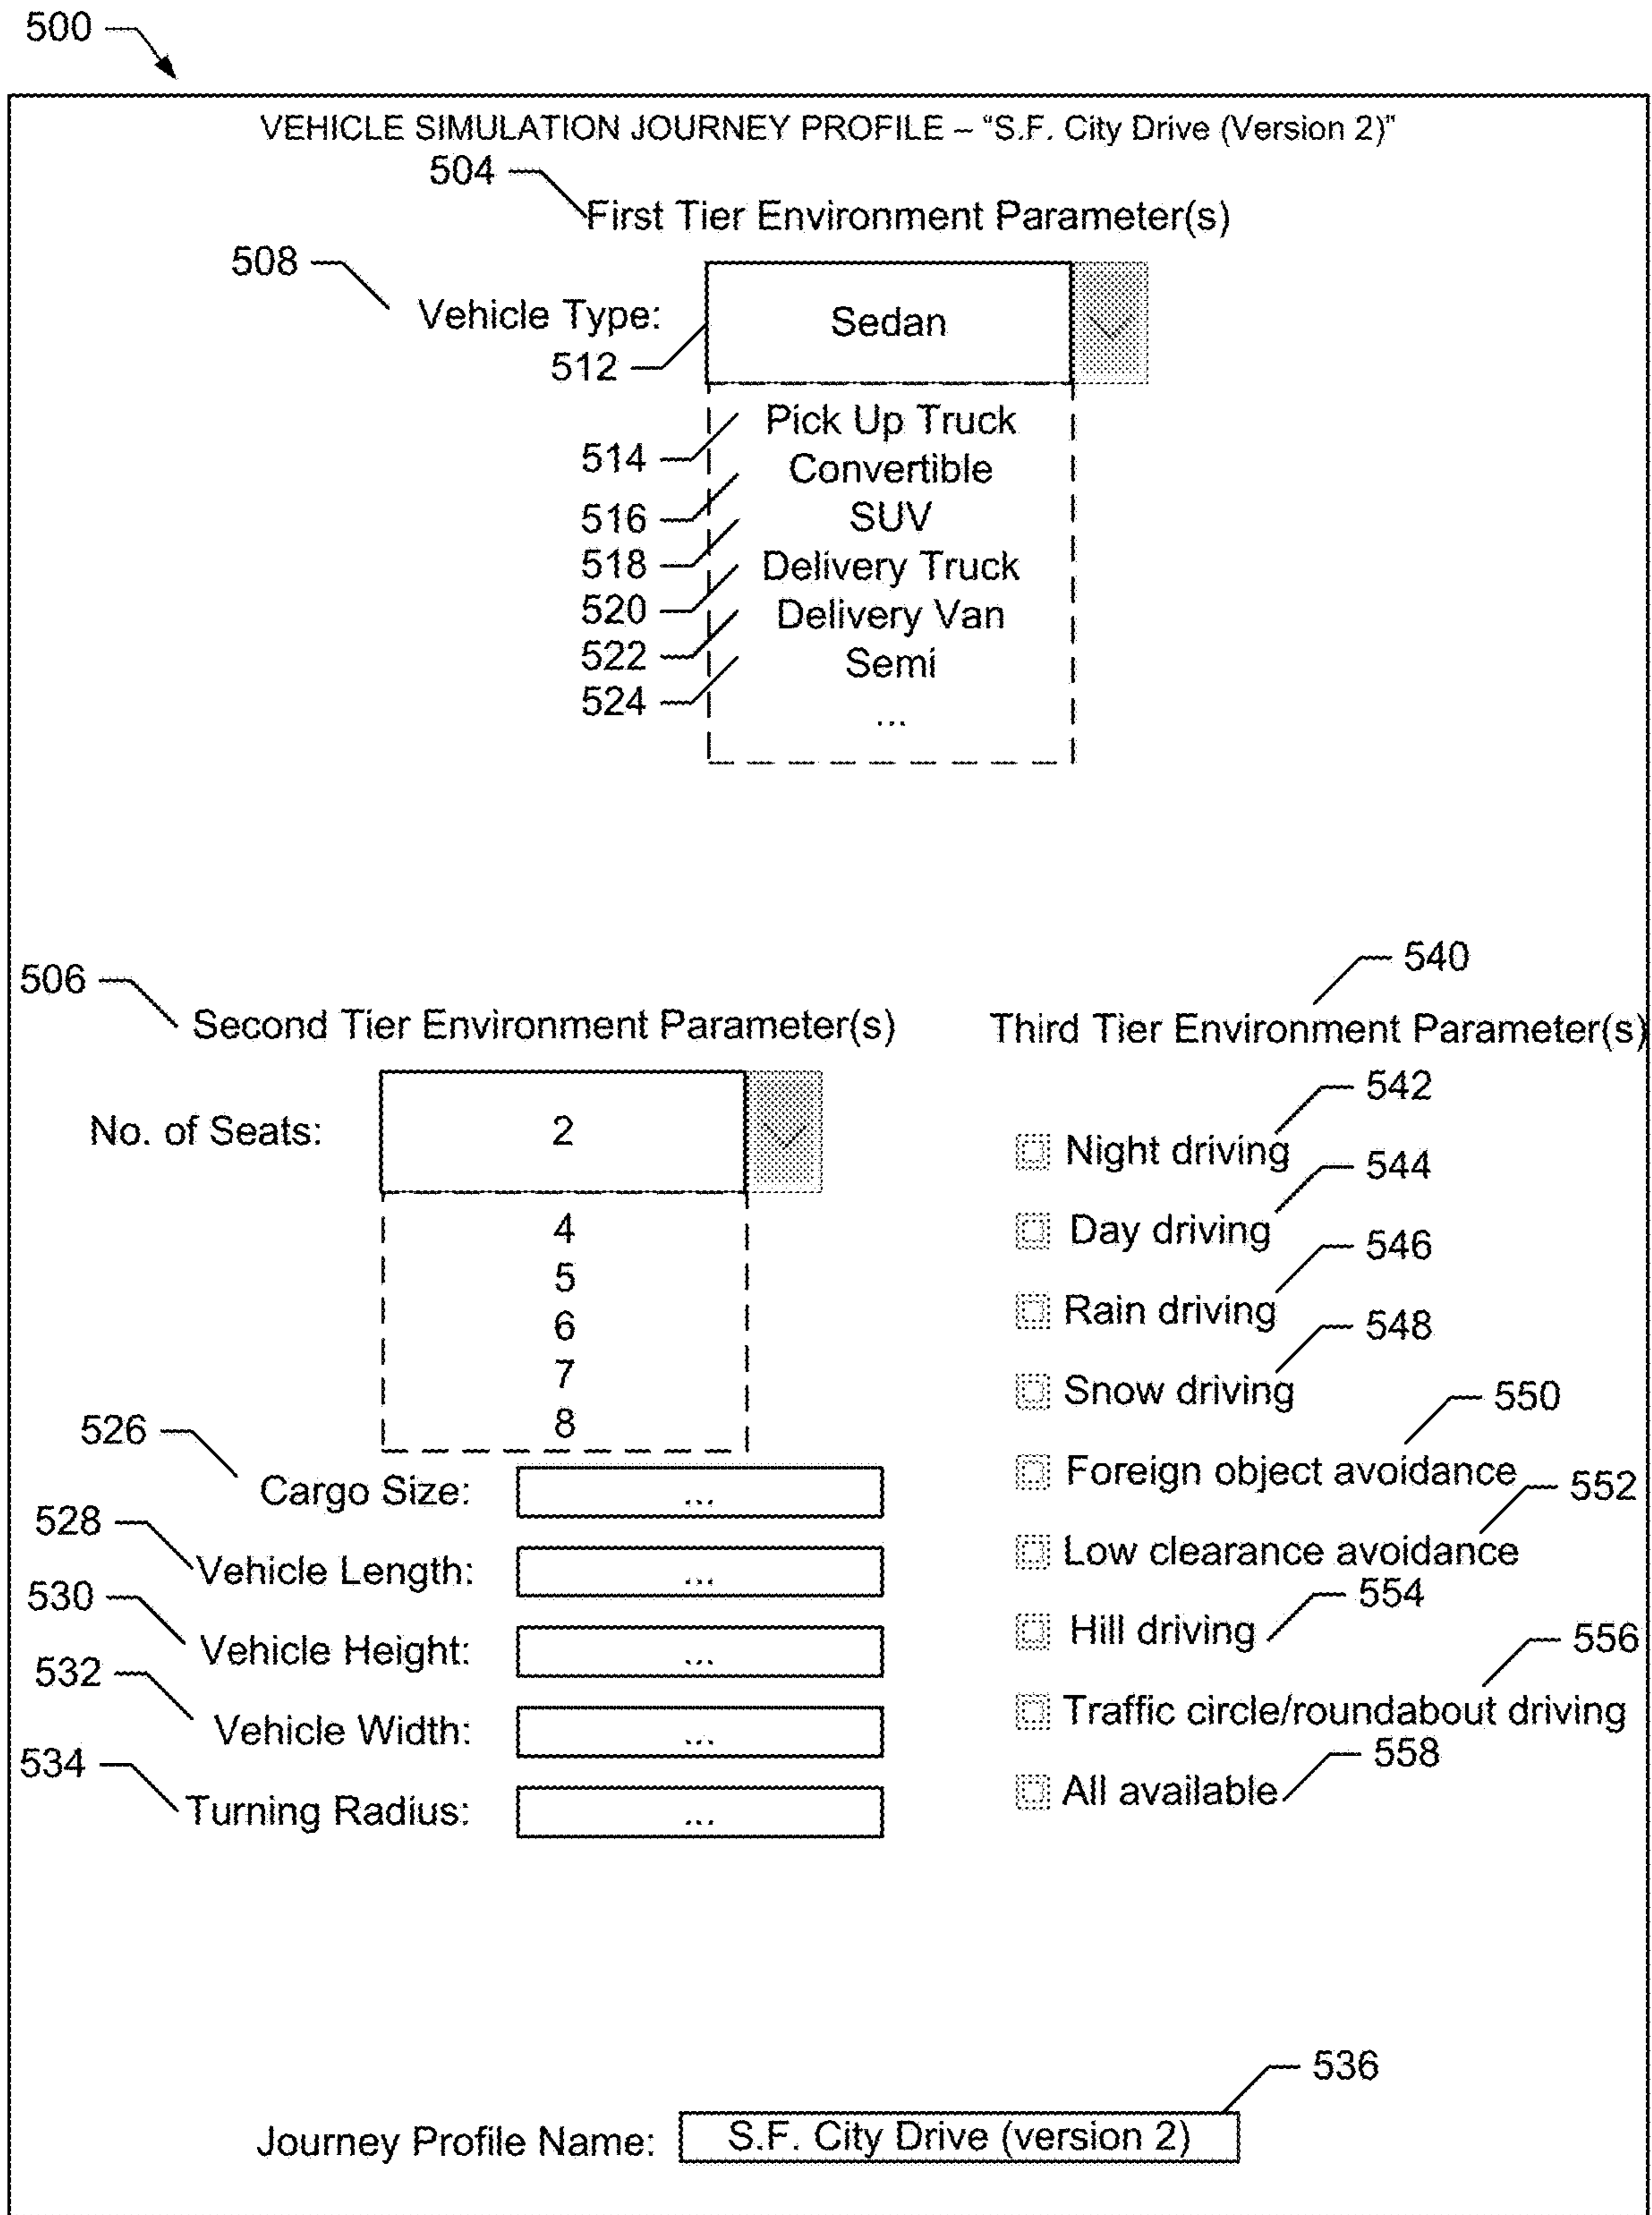 500
VEHICLE SIMULATION JOURNEY PROFILE – “S.F. City Drive (Version 2)”
504
First Tier Environment Parameter(s)
508
Vehicle Type:
Sedan
512
Pick Up Truck
514
Convertible
516
SUV
518
Delivery Truck
520
Delivery Van
522
Semi
524
...
506
Second Tier Environment Parameter(s)
No. of Seats:
2
4
5
6
7
8
526
Cargo Size: ...
528
Vehicle Length: ...
530
Vehicle Height: ...
532
Vehicle Width: ...
534
Turning Radius: ...
540
Third Tier Environment Parameter(s)
542
Night driving
544
Day driving
546
Rain driving
548
Snow driving
550
Foreign object avoidance
552
Low clearance avoidance
554
Hill driving
556
Traffic circle/roundabout driving
558
All available
536
Journey Profile Name: S.F. City Drive (version 2)